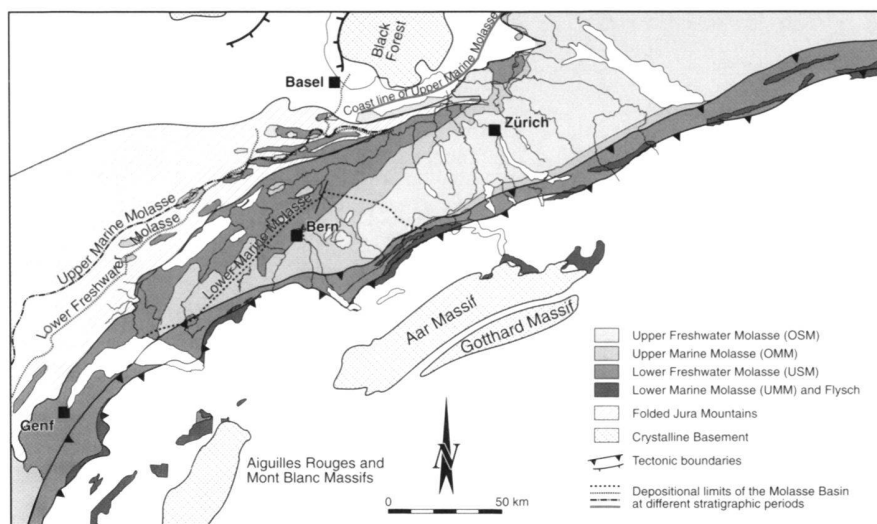 Black
Forest
Basel
Coast line of Upper Marine Molasse
Zürich
Upper Marine Molasse
Lower Freshwater Molasse
Lower Marine Molasse
Bern
Aar Massif
Gotthard Massif
Genf
Aiguilles Rouges and
Mont Blanc Massifs
N
0 50 km
Upper Freshwater Molasse (OSM)
Upper Marine Molasse (OMM)
Lower Freshwater Molasse (USM)
Lower Marine Molasse (UMM) and Flysch
Folded Jura Mountains
Crystalline Basement
Tectonic boundaries
Depositional limits of the Molasse Basin
at different stratigraphic periods